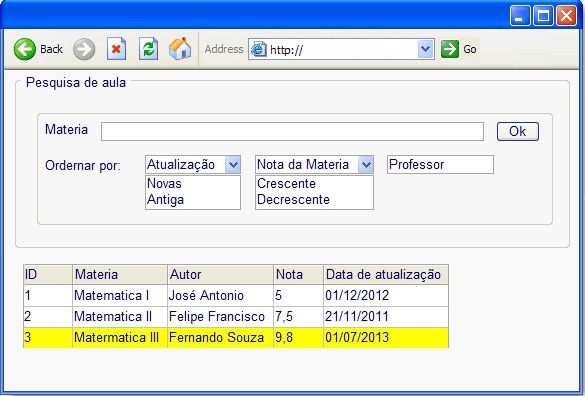 Back Address http:// Go
Pesquisa de aula
Materia Ok
Ordernar por: Atualização Nota da Materia Professor
Novas Crescente
Antiga Decrescente
ID Materia Autor Nota Data de atualização
1 Matematica I José Antonio 5 01/12/2012
2 Matematica II Felipe Francisco 7,5 21/11/2011
3 Matermatica III Fernando Souza 9,8 01/07/2013